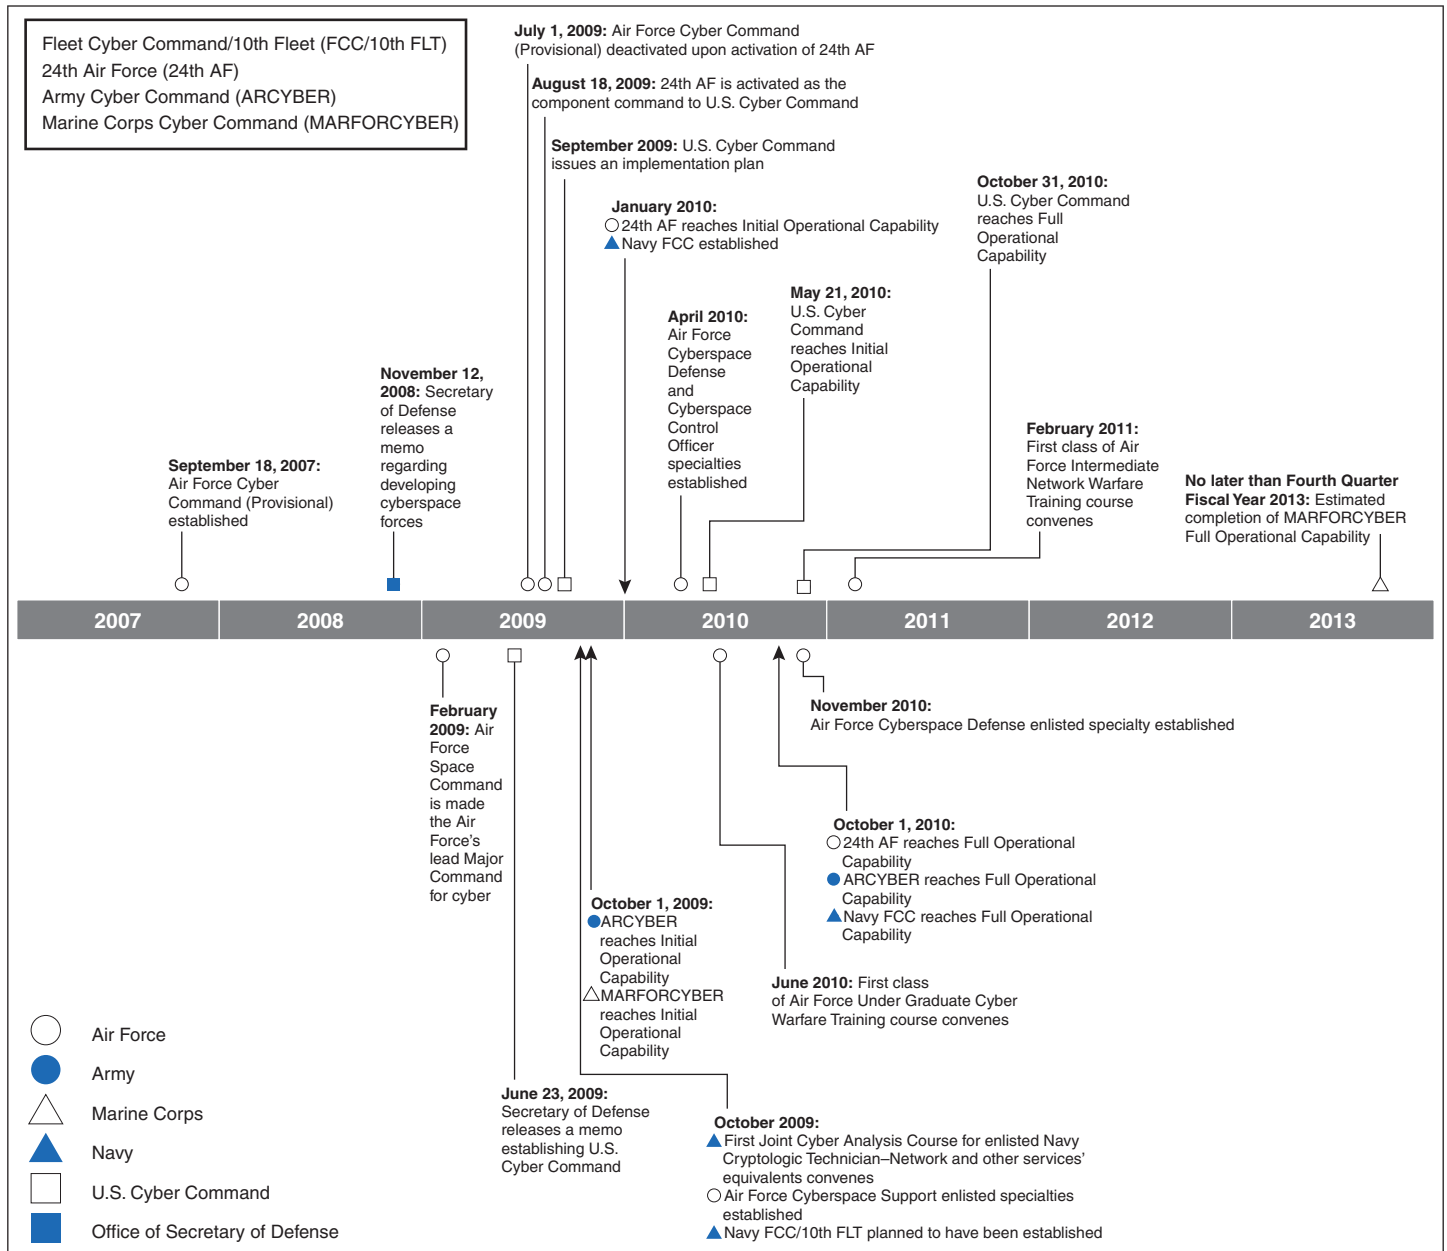 Fleet Cyber Command/10th Fleet (FCC/10th FLT)
24th Air Force (24th AF)
Army Cyber Command (ARCYBER)
Marine Corps Cyber Command (MARFORCYBER)
July 1, 2009: Air Force Cyber Command
(Provisional) deactivated upon activation of 24th AF
August 18, 2009: 24th AF is activated as the
component command to U.S. Cyber Command
September 2009: U.S. Cyber Command
issues an implementation plan
January 2010:
24th AF reaches Initial Operational Capability
Navy FCC established
October 31, 2010:
U.S. Cyber Command
reaches Full
Operational
Capability
May 21, 2010:
U.S. Cyber
Command
reaches Initial
Operational
Capability
April 2010:
Air Force
Cyberspace
Defense
and
Cyberspace
Control
Officer
specialties
established
November 12,
2008: Secretary
of Defense
releases a
memo
regarding
developing
cyberspace
forces
September 18, 2007:
Air Force Cyber
Command (Provisional)
established
February 2011:
First class of Air
Force Intermediate
Network Warfare
Training course
convenes
No later than Fourth Quarter
Fiscal Year 2013: Estimated
completion of MARFORCYBER
Full Operational Capability
2007
2008
2009
2010
2011
2012
2013
February
2009: Air
Force
Space
Command
is made
the Air
Force's
lead Major
Command
for cyber
November 2010:
Air Force Cyberspace Defense enlisted specialty established
October 1, 2010:
24th AF reaches Full Operational
Capability
ARCYBER reaches Full Operational
Capability
Navy FCC reaches Full Operational
Capability
October 1, 2009:
ARCYBER
reaches Initial
Operational
Capability
MARFORCYBER
reaches Initial
Operational
Capability
June 2010: First class
of Air Force Under Graduate Cyber
Warfare Training course convenes
June 23, 2009:
Secretary of Defense
releases a memo
establishing U.S.
Cyber Command
October 2009:
First Joint Cyber Analysis Course for enlisted Navy
Cryptologic Technician–Network and other services'
equivalents convenes
Air Force Cyberspace Support enlisted specialties
established
Navy FCC/10th FLT planned to have been established
Air Force
Army
Marine Corps
Navy
U.S. Cyber Command
Office of Secretary of Defense